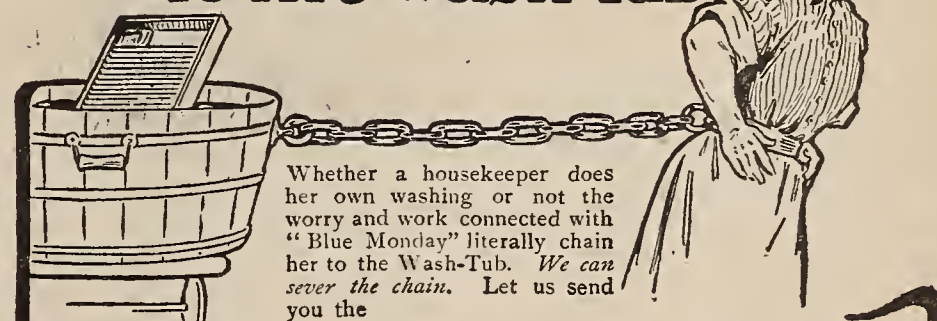 Whether a housekeeper does
her own washing or not the
worry and work connected with
“ Blue Monday” literally chain
her to the Wash-Tub. We can
sever the chain. Let us send
you the